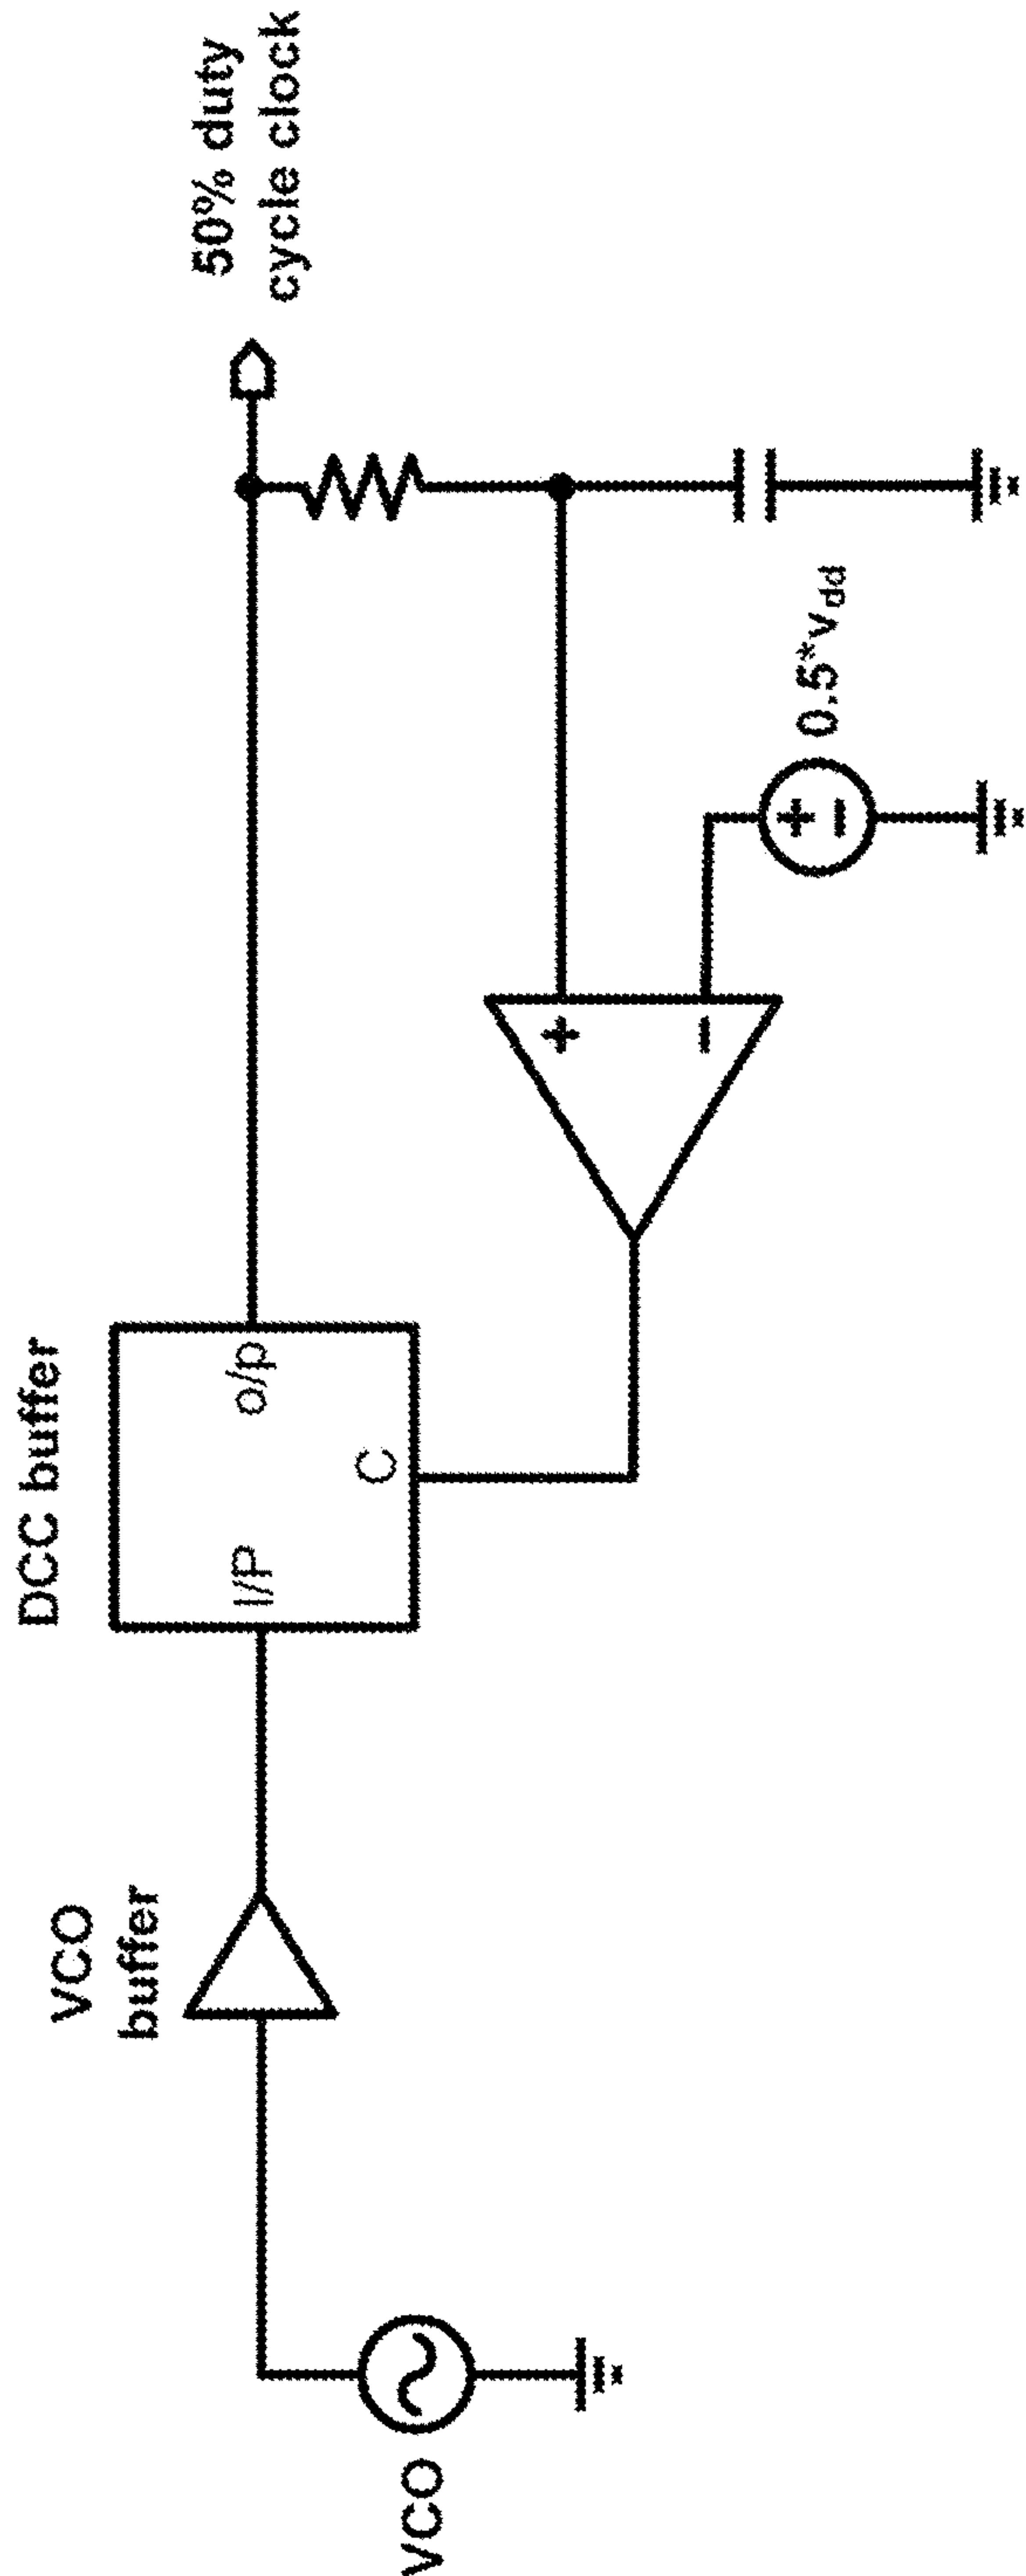 VCO
VCO
buffer
DCC buffer
I/P
o/p
C
50% duty
cycle clock
+
−
+
−
0.5*vdd